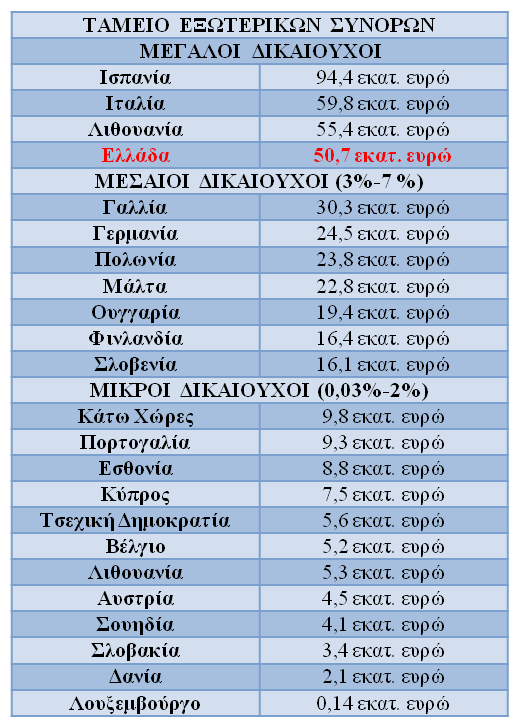 ΤΑΜΕΙΟ ΕΞΩΤΕΡΙΚΩΝ ΣΥΝΟΡΩΝ
ΜΕΓΑΛΟΙ ΔΙΚΑΙΟΥΧΟΙ
Ισπανία 94,4 εκατ. ευρώ
Ιταλία 59,8 εκατ. ευρώ
Λιθουανία 55,4 εκατ. ευρώ
Ελλάδα 50,7 εκατ. ευρώ
ΜΕΣΑΙΟΙ ΔΙΚΑΙΟΥΧΟΙ (3%-7 %)
Γαλλία 30,3 εκατ. ευρώ
Γερμανία 24,5 εκατ. ευρώ
Πολωνία 23,8 εκατ. ευρώ
Μάλτα 22,8 εκατ. ευρώ
Ουγγαρία 19,4 εκατ. ευρώ
Φινλανδία 16,4 εκατ. ευρώ
Σλοβενία 16,1 εκατ. ευρώ
ΜΙΚΡΟΙ ΔΙΚΑΙΟΥΧΟΙ (0,03%-2%)
Κάτω Χώρες 9,8 εκατ. ευρώ
Πορτογαλία 9,3 εκατ. ευρώ
Εσθονία 8,8 εκατ. ευρώ
Κύπρος 7,5 εκατ. ευρώ
Τσεχική Δημοκρατία 5,6 εκατ. ευρώ
Βέλγιο 5,2 εκατ. ευρώ
Λιθουανία 5,3 εκατ. ευρώ
Αυστρία 4,5 εκατ. ευρώ
Σουηδία 4,1 εκατ. ευρώ
Σλοβακία 3,4 εκατ. ευρώ
Δανία 2,1 εκατ. ευρώ
Λουξεμβούργο 0,14 εκατ. ευρώ